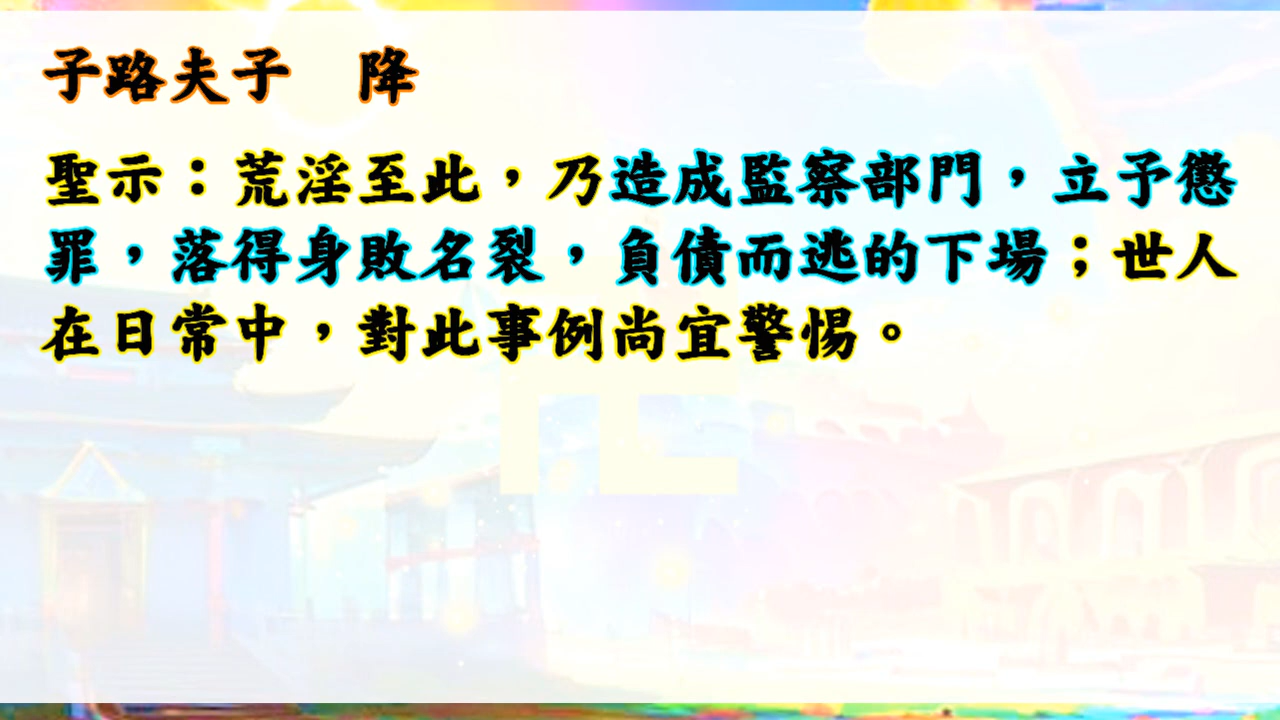 子路夫子　降
聖示：荒淫至此，乃造成監察部門，立予懲
罪，落得身敗名裂，負債而逃的下場；世人
在日常中，對此事例尚宜警惕。